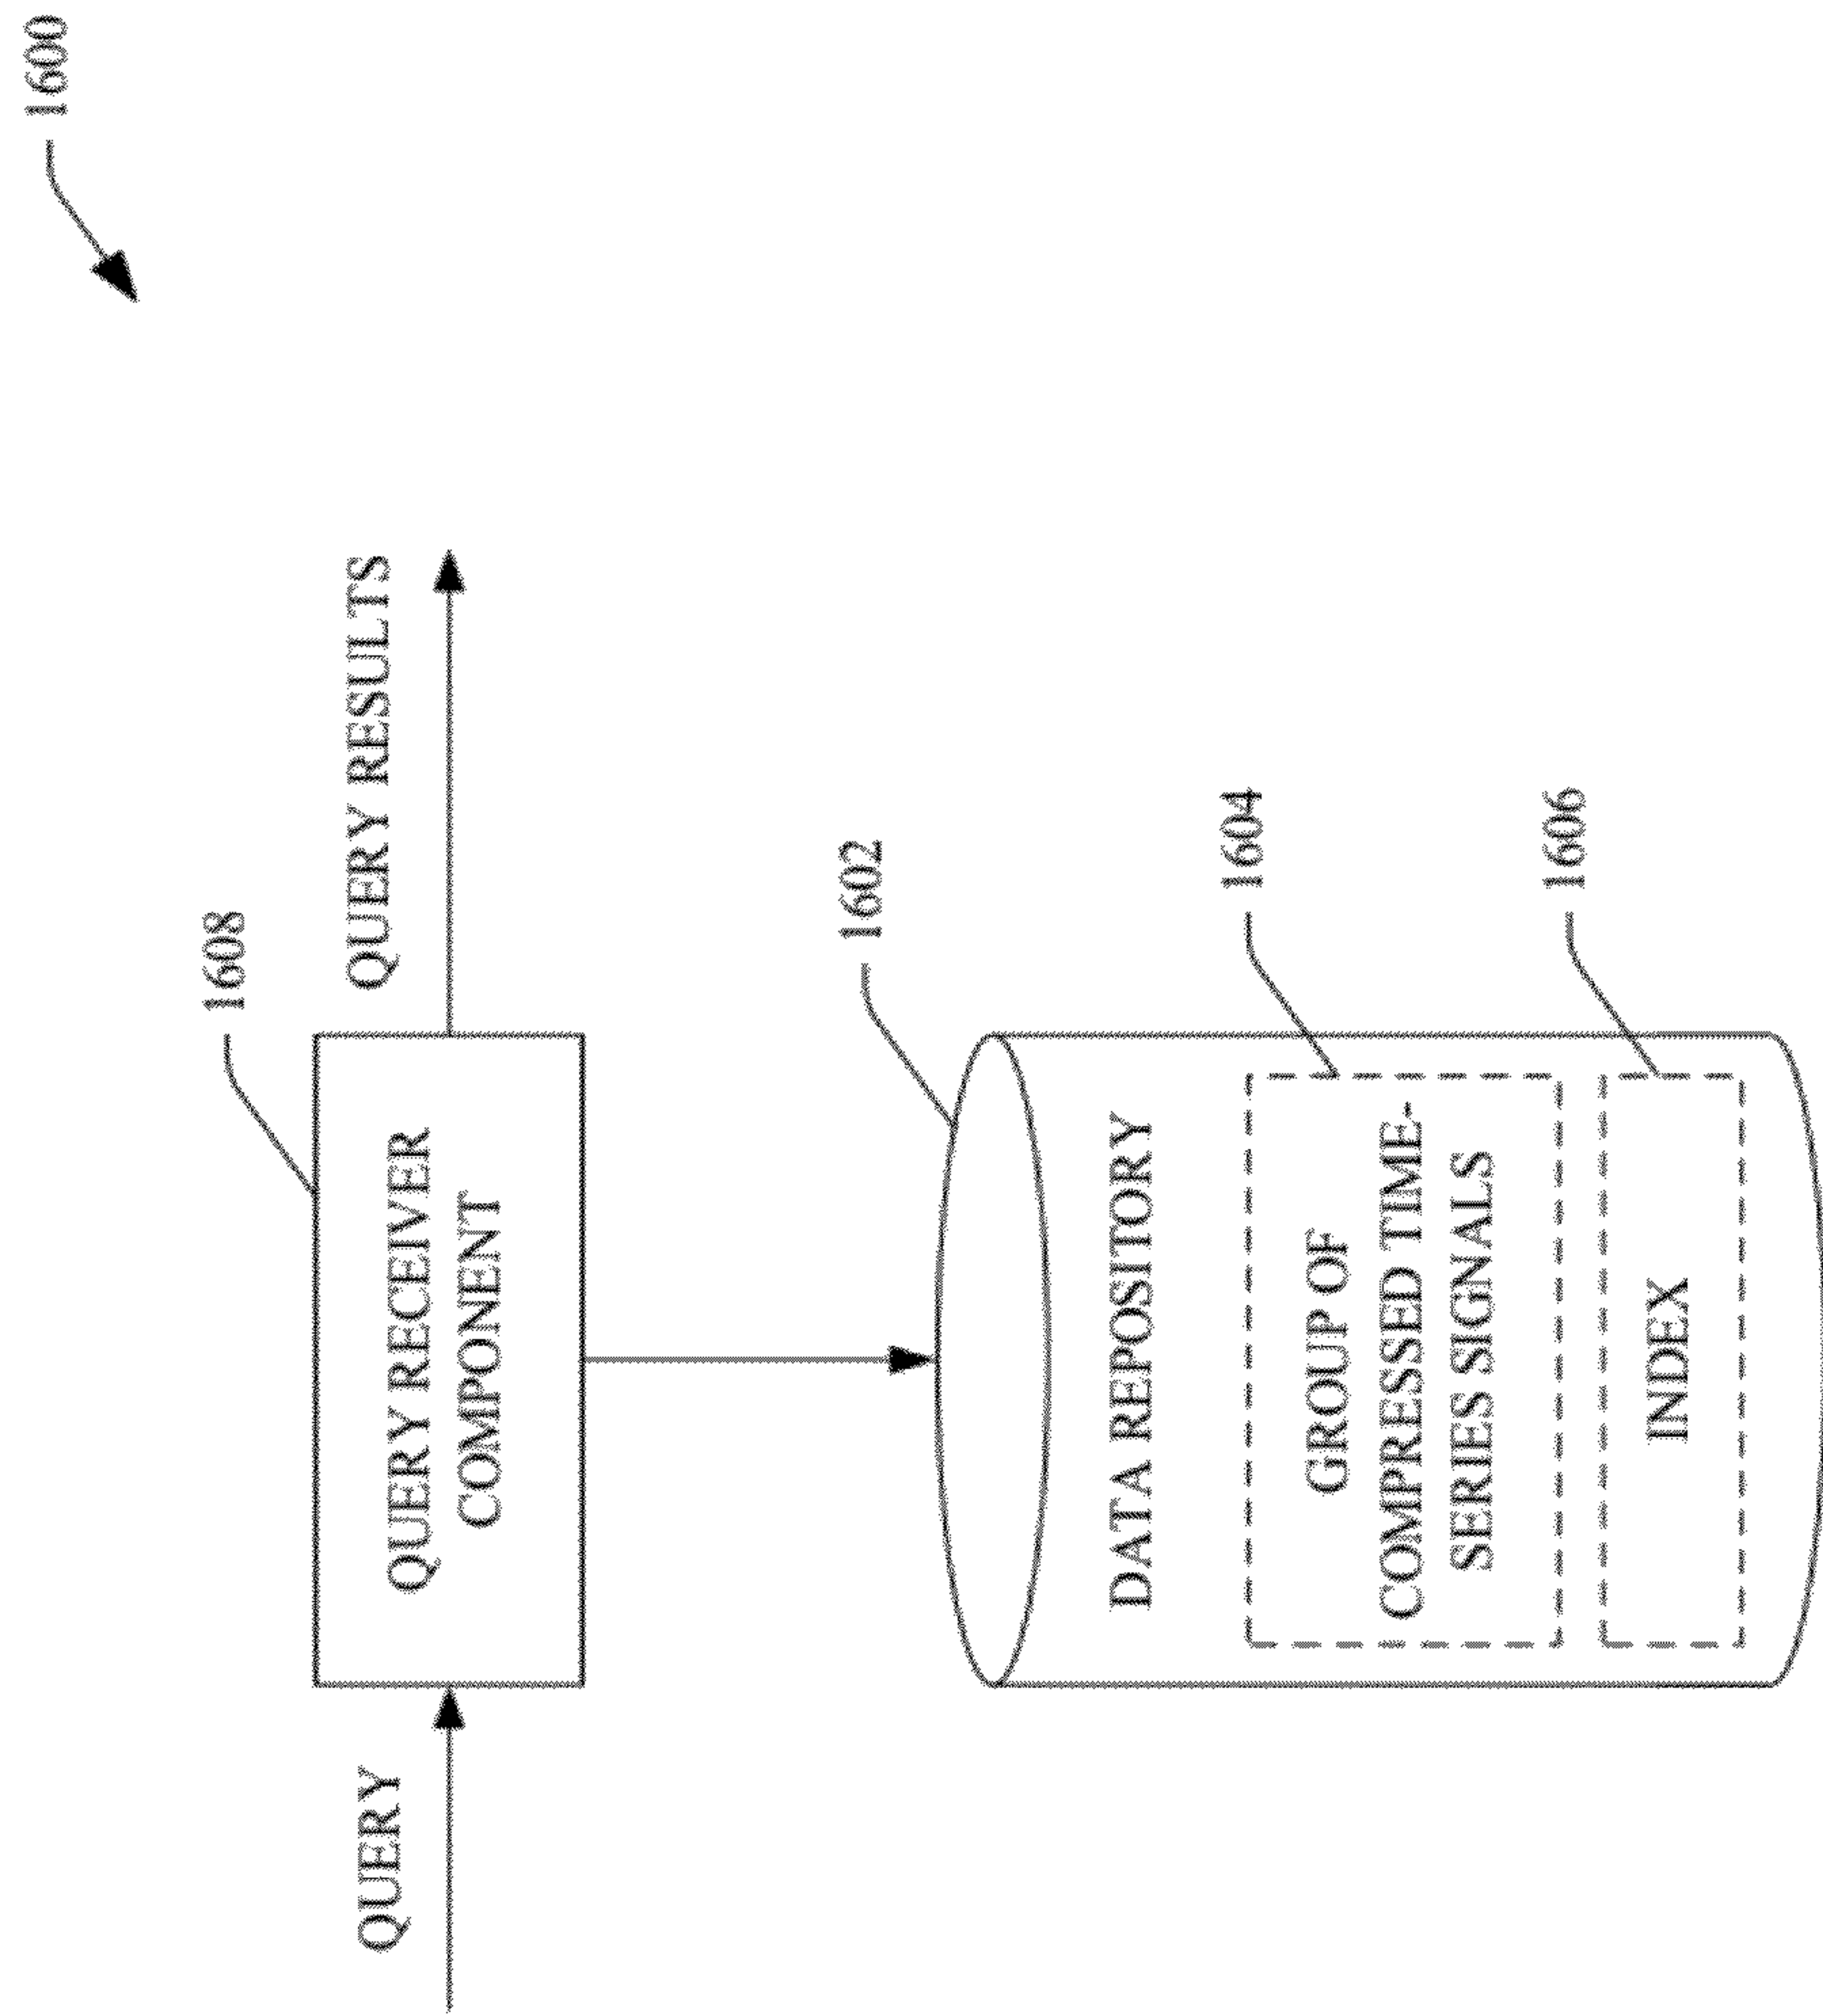 1600
1608
QUERY
QUERY RECEIVER
COMPONENT
QUERY RESULTS
1602
DATA REPOSITORY
1604
GROUP OF
COMPRESSED TIME-
SERIES SIGNALS
1606
INDEX